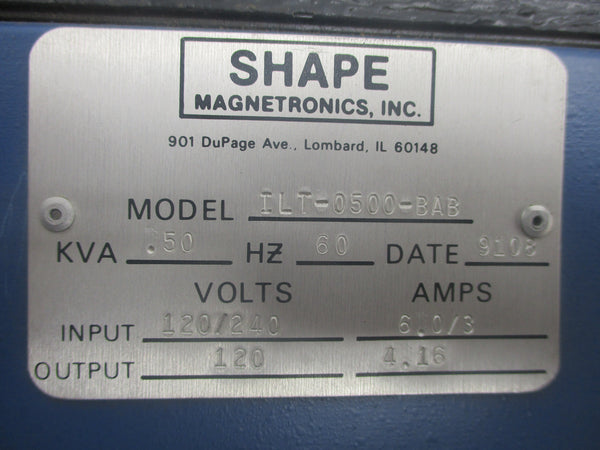 SHAPE
MAGNETRONICS, INC.
901 DuPage Ave., Lombard, IL 60148
MODEL ILT-0500-BAB
KVA .50 HZ 60 DATE 9108
VOLTS AMPS
INPUT 120/240 6.0/3
OUTPUT 120 4.16